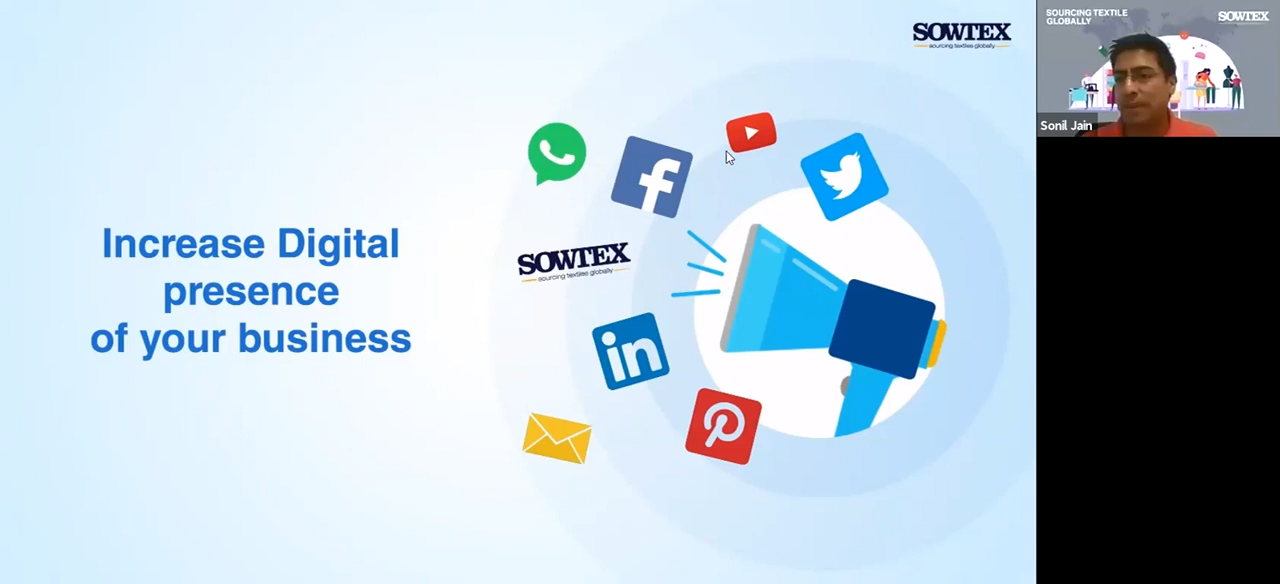 SOWTEX
sourcing textiles globally
Increase Digital
presence
of your business
SOWTEX
sourcing textiles globally
f
in
SOURCING TEXTILE
GLOBALLY
SOWTEX
Sonil Jain